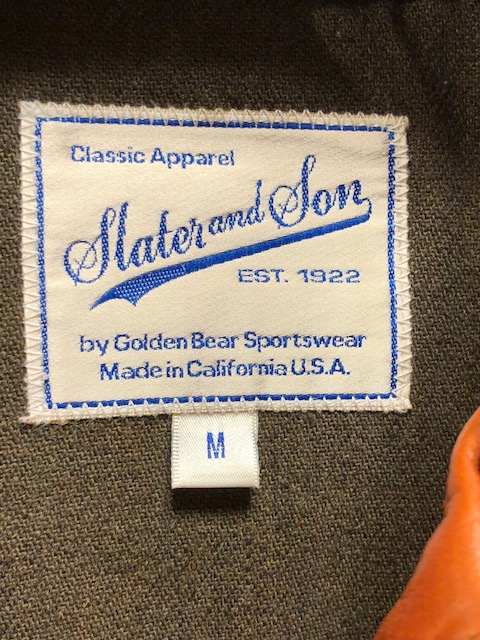 Classic Apparel
Slater and Son
EST. 1922
by Golden Bear Sportswear
Made in California U.S.A.
M